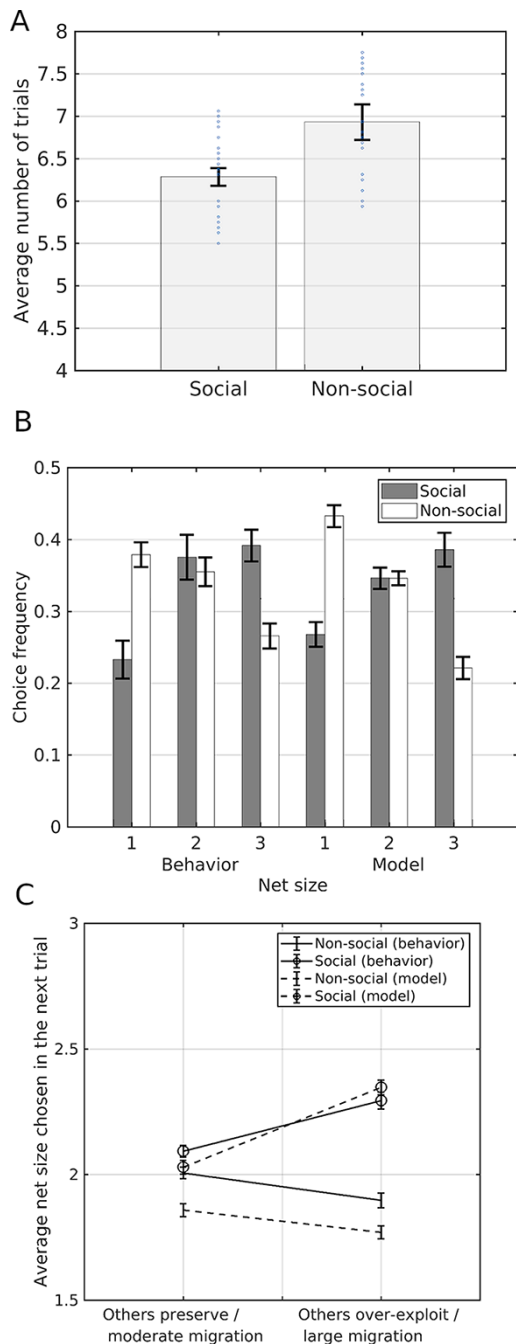 A
8
7.5
7
6.5
6
5.5
5
4.5
4
Average number of trials
Social Non-social
B
0.5
0.4
0.3
0.2
0.1
0
Choice frequency
Social
Non-social
1 2 3 1 2 3
Behavior Model
Net size
C
3
2.5
2
1.5
Average net size chosen in the next trial
Non-social (behavior)
Social (behavior)
Non-social (model)
Social (model)
Others preserve / Others over-exploit /
moderate migration large migration